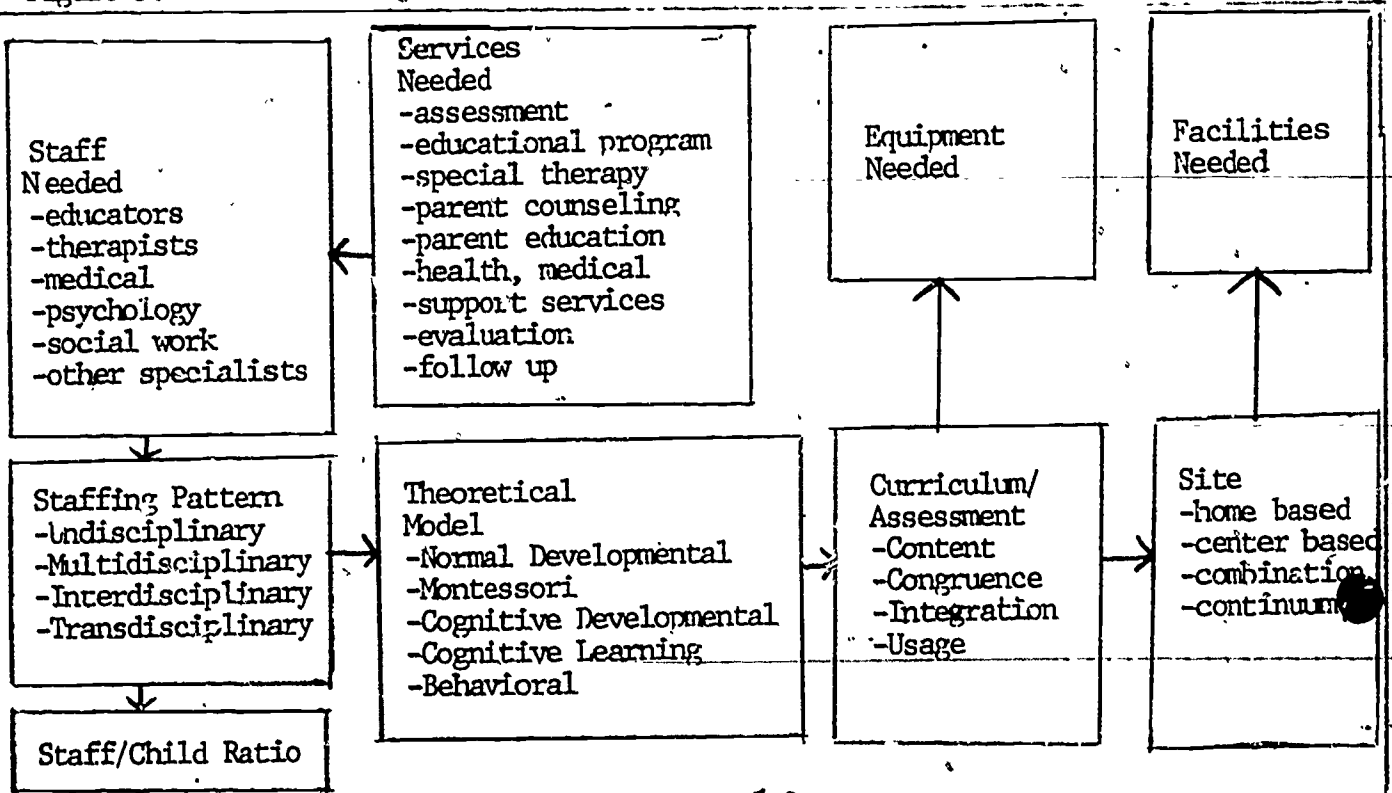 Services
Needed
-assessment
-educational program
-special therapy
-parent counseling
-parent education
-health, medical
-support services
-evaluation
-follow up
Staff
Needed
-educators
-therapists
-medical
-psychology
-social work
-other specialists
Equipment
Needed
Facilities
Needed
Staffing Pattern
-Undisciplinary
-Multidisciplinary
-Interdisciplinary
-Transdisciplinary
Theoretical
Model
-Normal Developmental
-Montessori
-Cognitive Developmental
-Cognitive Learning
-Behavioral
Curriculum/
Assessment
-Content
-Congruence
-Integration
-Usage
Site
-home based
-center based
-combination
-continuum
Staff/Child Ratio